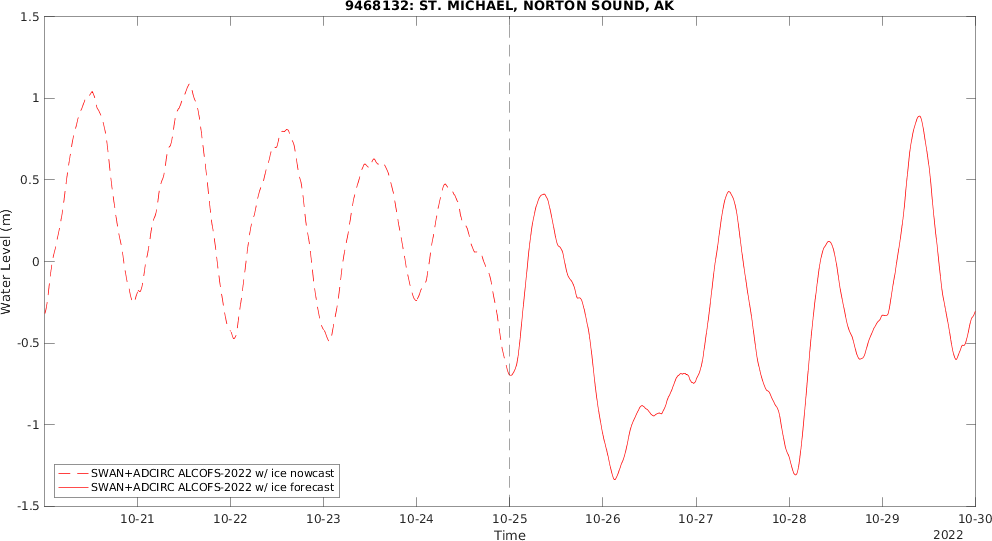 9468132: ST. MICHAEL, NORTON SOUND, AK
1.5
1
0.5
0
-0.5
-1
-1.5
Water Level (m)
SWAN+ADCIRC ALCOFS-2022 w/ ice nowcast
SWAN+ADCIRC ALCOFS-2022 w/ ice forecast
10-21 10-22 10-23 10-24 10-25 10-26 10-27 10-28 10-29 10-30
Time
2022